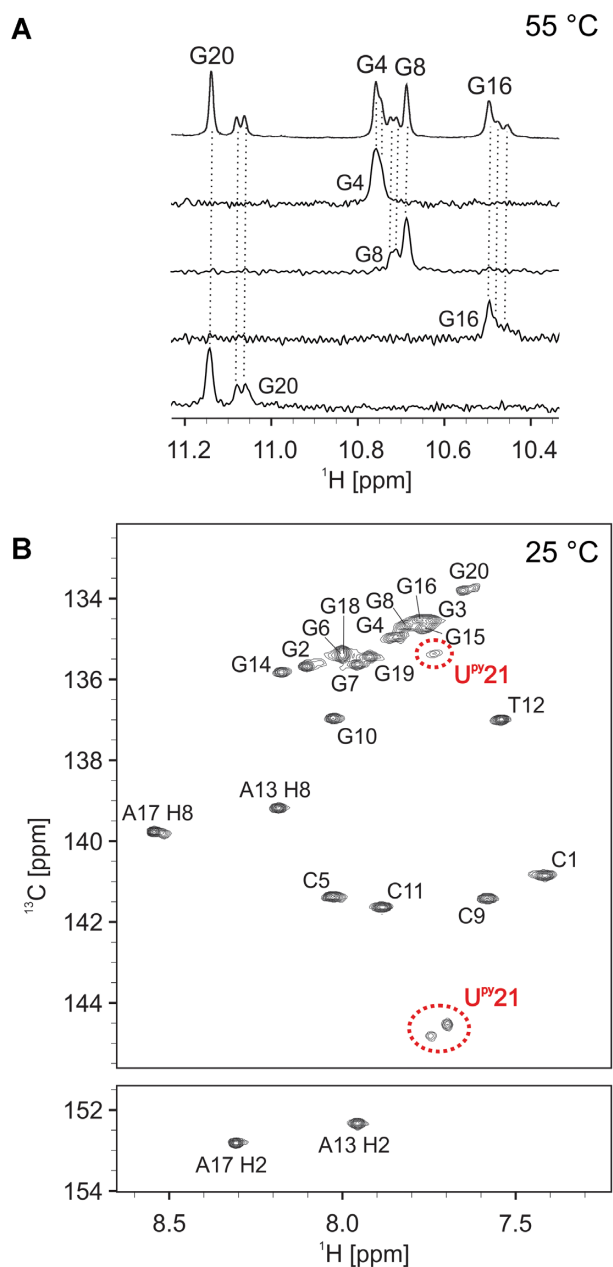 A
55 °C
G20
G4 G8
G16
G4
G8
G16
G20
11.2 11.0 10.8 10.6 10.4
¹H [ppm]
B
25 °C
G20
G16
G8 G3
G18
G6 G4
G15
G2
G14
G19
G7
Uᵖʸ21
134
136
G10
T12
138
A17 H8
A13 H8
140
¹³C [ppm]
C5
C11
C9
C1
142
Uᵖʸ21
144
152
A17 H2
A13 H2
154
8.5 8.0 7.5
¹H [ppm]